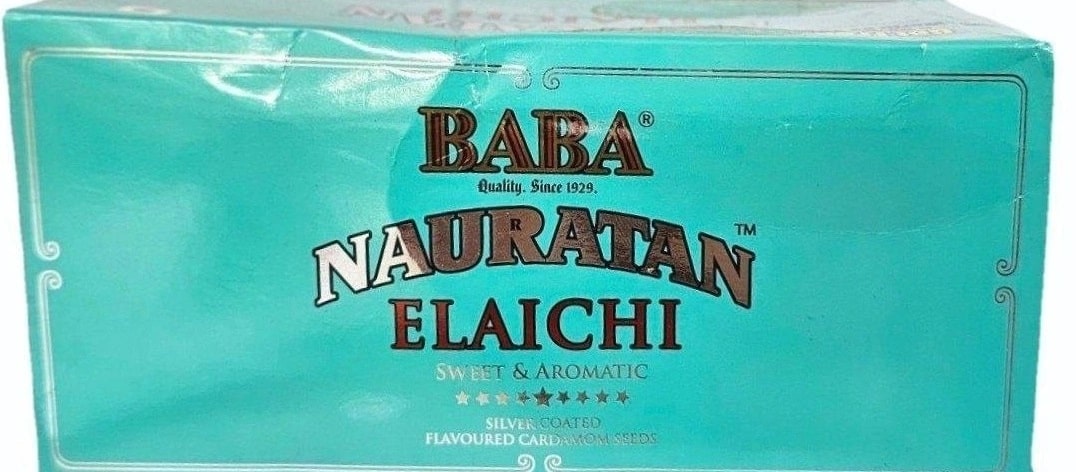 BABA®
Quality. Since 1929.
NAURATAN™
ELAICHI
SWEET & AROMATIC
SILVER COATED
FLAVOURED CARDAMOM SEEDS